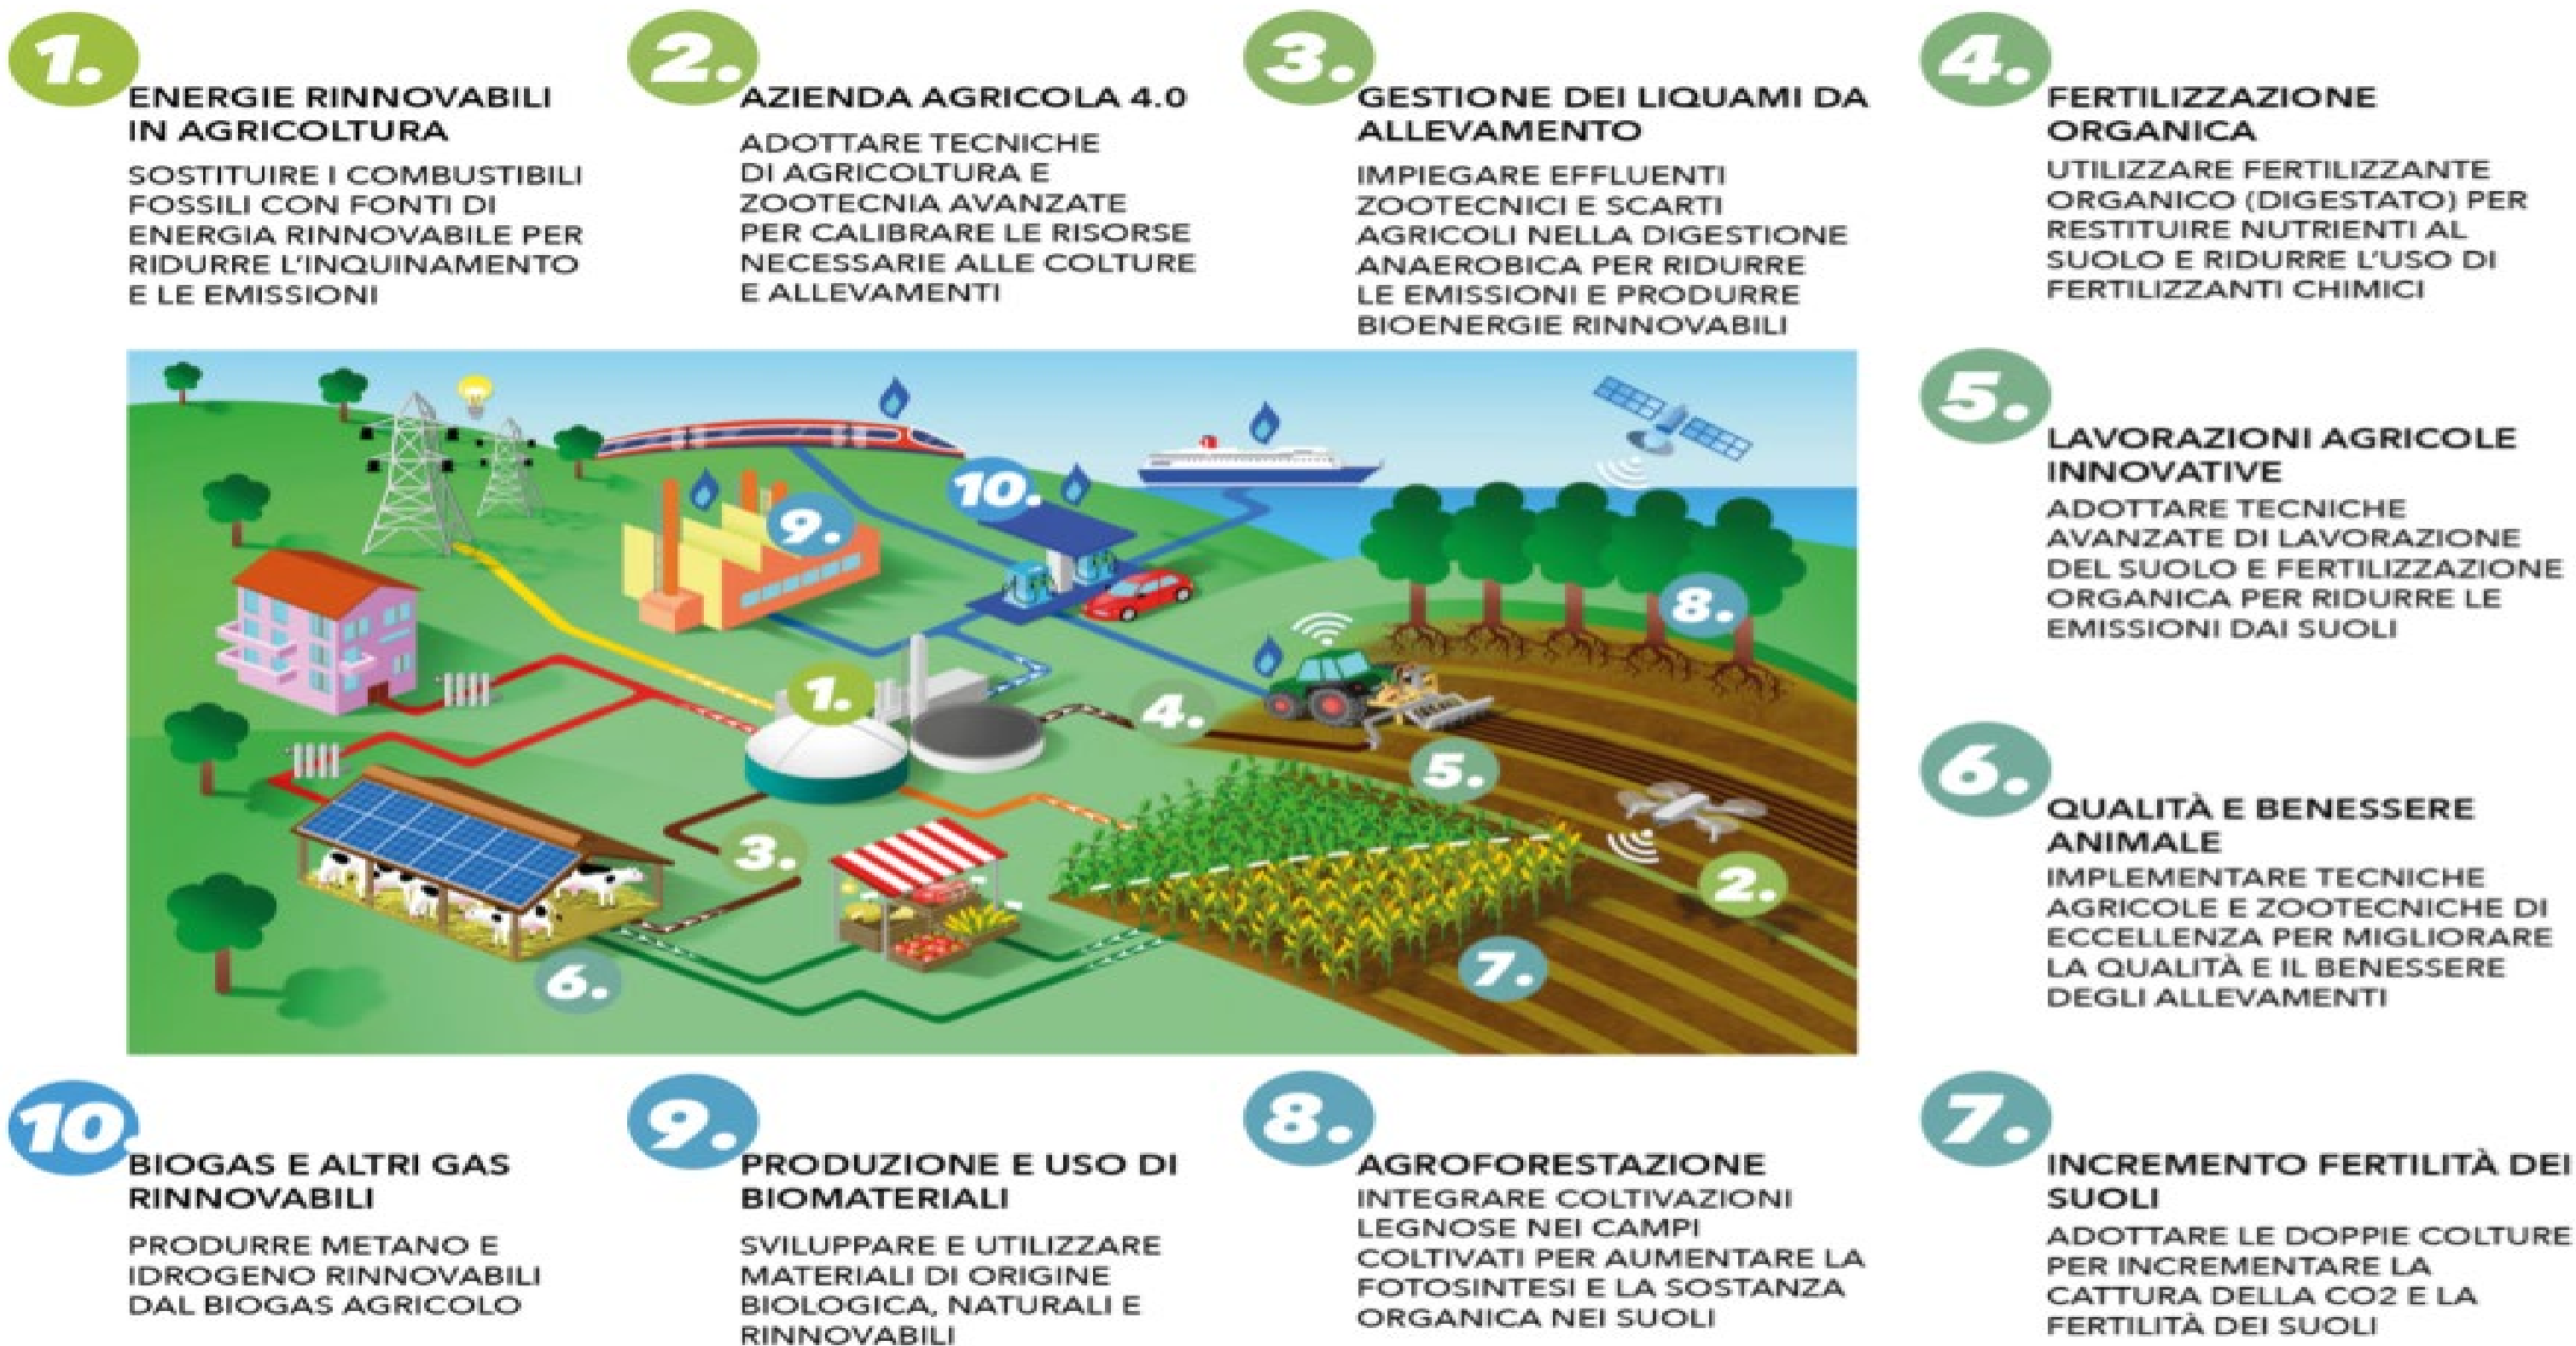 1.
ENERGIE RINNOVABILI
IN AGRICOLTURA
SOSTITUIRE I COMBUSTIBILI
FOSSILI CON FONTI DI
ENERGIA RINNOVABILE PER
RIDURRE L'INQUINAMENTO
E LE EMISSIONI
2.
AZIENDA AGRICOLA 4.0
ADOTTARE TECNICHE
DI AGRICOLTURA E
ZOOTECNIA AVANZATE
PER CALIBRARE LE RISORSE
NECESSARIE ALLE COLTURE
E ALLEVAMENTI
3.
GESTIONE DEI LIQUAMI DA
ALLEVAMENTO
IMPIEGARE EFFLUENTI
ZOOTECNICI E SCARTI
AGRICOLI NELLA DIGESTIONE
ANAEROBICA PER RIDURRE
LE EMISSIONI E PRODURRE
BIOENERGIE RINNOVABILI
4.
FERTILIZZAZIONE
ORGANICA
UTILIZZARE FERTILIZZANTE
ORGANICO (DIGESTATO) PER
RESTITUIRE NUTRIENTI AL
SUOLO E RIDURRE L'USO DI
FERTILIZZANTI CHIMICI
5.
LAVORAZIONI AGRICOLE
INNOVATIVE
ADOTTARE TECNICHE
AVANZATE DI LAVORAZIONE
DEL SUOLO E FERTILIZZAZIONE
ORGANICA PER RIDURRE LE
EMISSIONI DAI SUOLI
6.
QUALITÀ E BENESSERE
ANIMALE
IMPLEMENTARE TECNICHE
AGRICOLE E ZOOTECNICHE DI
ECCELLENZA PER MIGLIORARE
LA QUALITÀ E IL BENESSERE
DEGLI ALLEVAMENTI
10.
9.
8.
1.
4.
5.
3.
2.
7.
6.
10.
BIOGAS E ALTRI GAS
RINNOVABILI
PRODURRE METANO E
IDROGENO RINNOVABILI
DAL BIOGAS AGRICOLO
9.
PRODUZIONE E USO DI
BIOMATERIALI
SVILUPPARE E UTILIZZARE
MATERIALI DI ORIGINE
BIOLOGICA, NATURALI E
RINNOVABILI
8.
AGROFORESTAZIONE
INTEGRARE COLTIVAZIONI
LEGNOSE NEI CAMPI
COLTIVATI PER AUMENTARE LA
FOTOSINTESI E LA SOSTANZA
ORGANICA NEI SUOLI
7.
INCREMENTO FERTILITÀ DEI
SUOLI
ADOTTARE LE DOPPIE COLTURE
PER INCREMENTARE LA
CATTURA DELLA CO2 E LA
FERTILITÀ DEI SUOLI